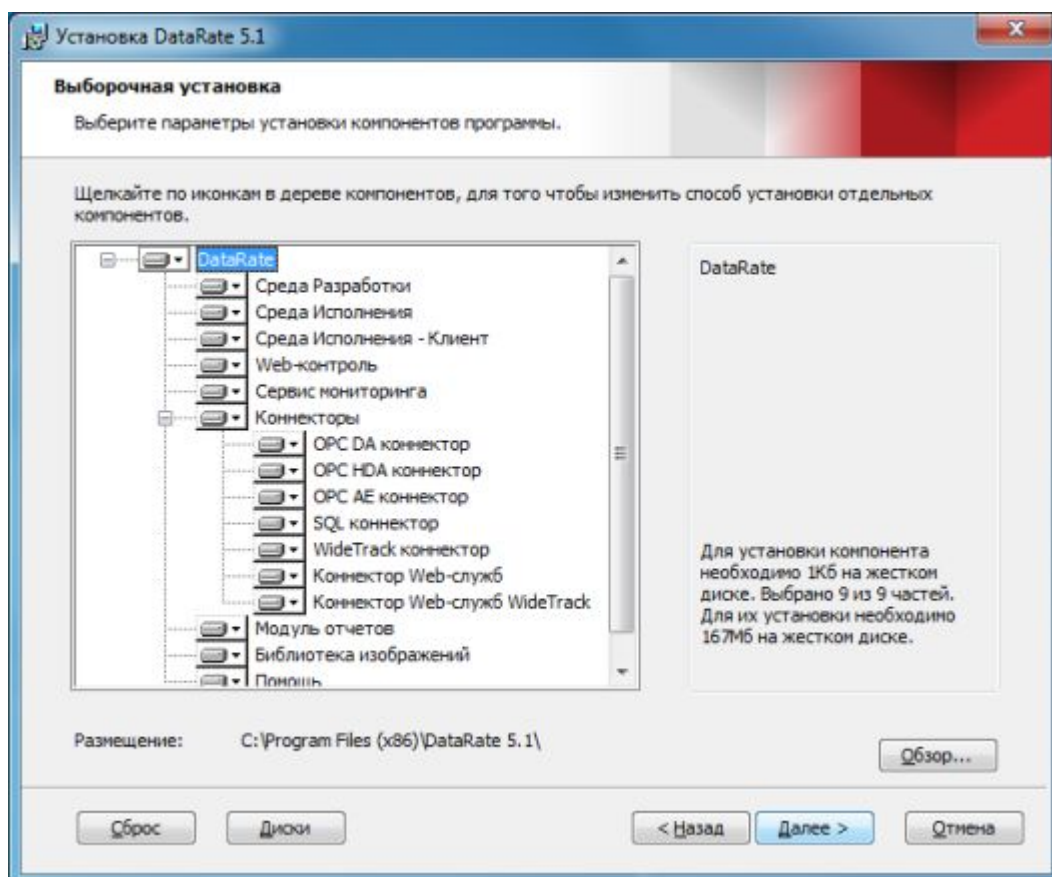 Установка DataRate 5.1
Выборочная установка
Выберите параметры установки компонентов программы.
Щелкайте по иконкам в дереве компонентов, для того чтобы изменить способ установки отдельных
компонентов.
DataRate
Среда Разработки
Среда Исполнения
Среда Исполнения - Клиент
Web-контроль
Сервис мониторинга
Коннекторы
OPC DA коннектор
OPC HDA коннектор
OPC AE коннектор
SQL коннектор
WideTrack коннектор
Коннектор Web-служб
Коннектор Web-служб WideTrack
Модуль отчетов
Библиотека изображений
Помощь
DataRate
Для установки компонента
необходимо 1Кб на жестком
диске. Выбрано 9 из 9 частей.
Для их установки необходимо
167Мб на жестком диске.
Размещение: C:\Program Files (x86)\DataRate 5.1\
Обзор...
Сброс
Диски
< Назад
Далее >
Отмена